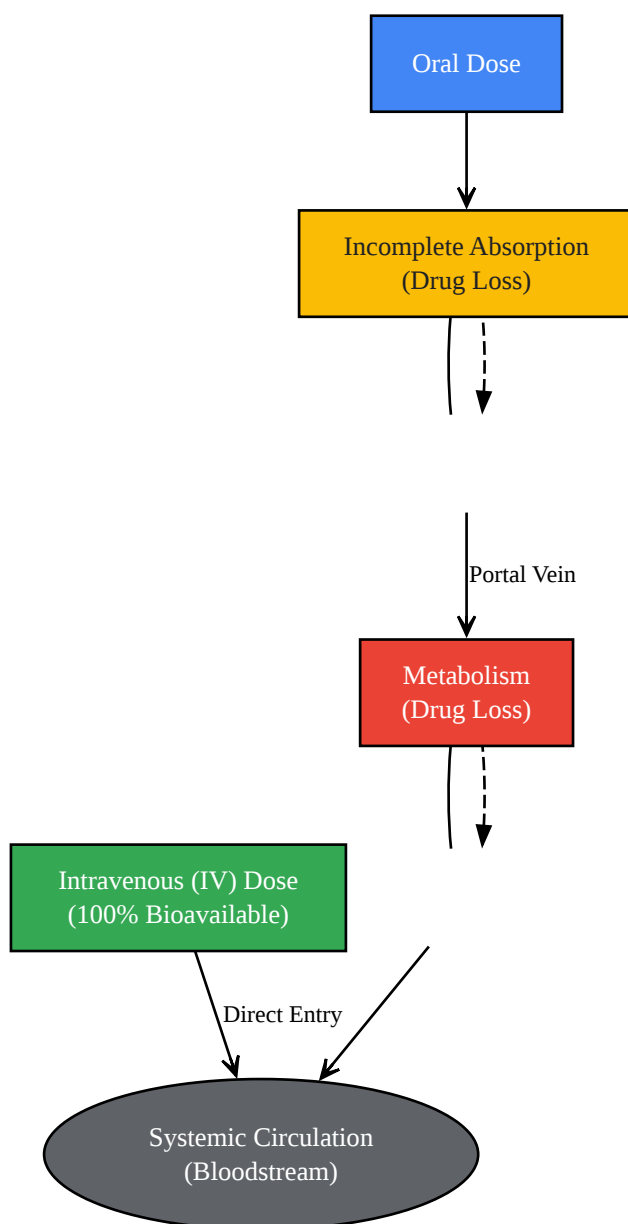 Oral Dose
Incomplete Absorption
(Drug Loss)
Portal Vein
Metabolism
(Drug Loss)
Intravenous (IV) Dose
(100% Bioavailable)
Direct Entry
Systemic Circulation
(Bloodstream)